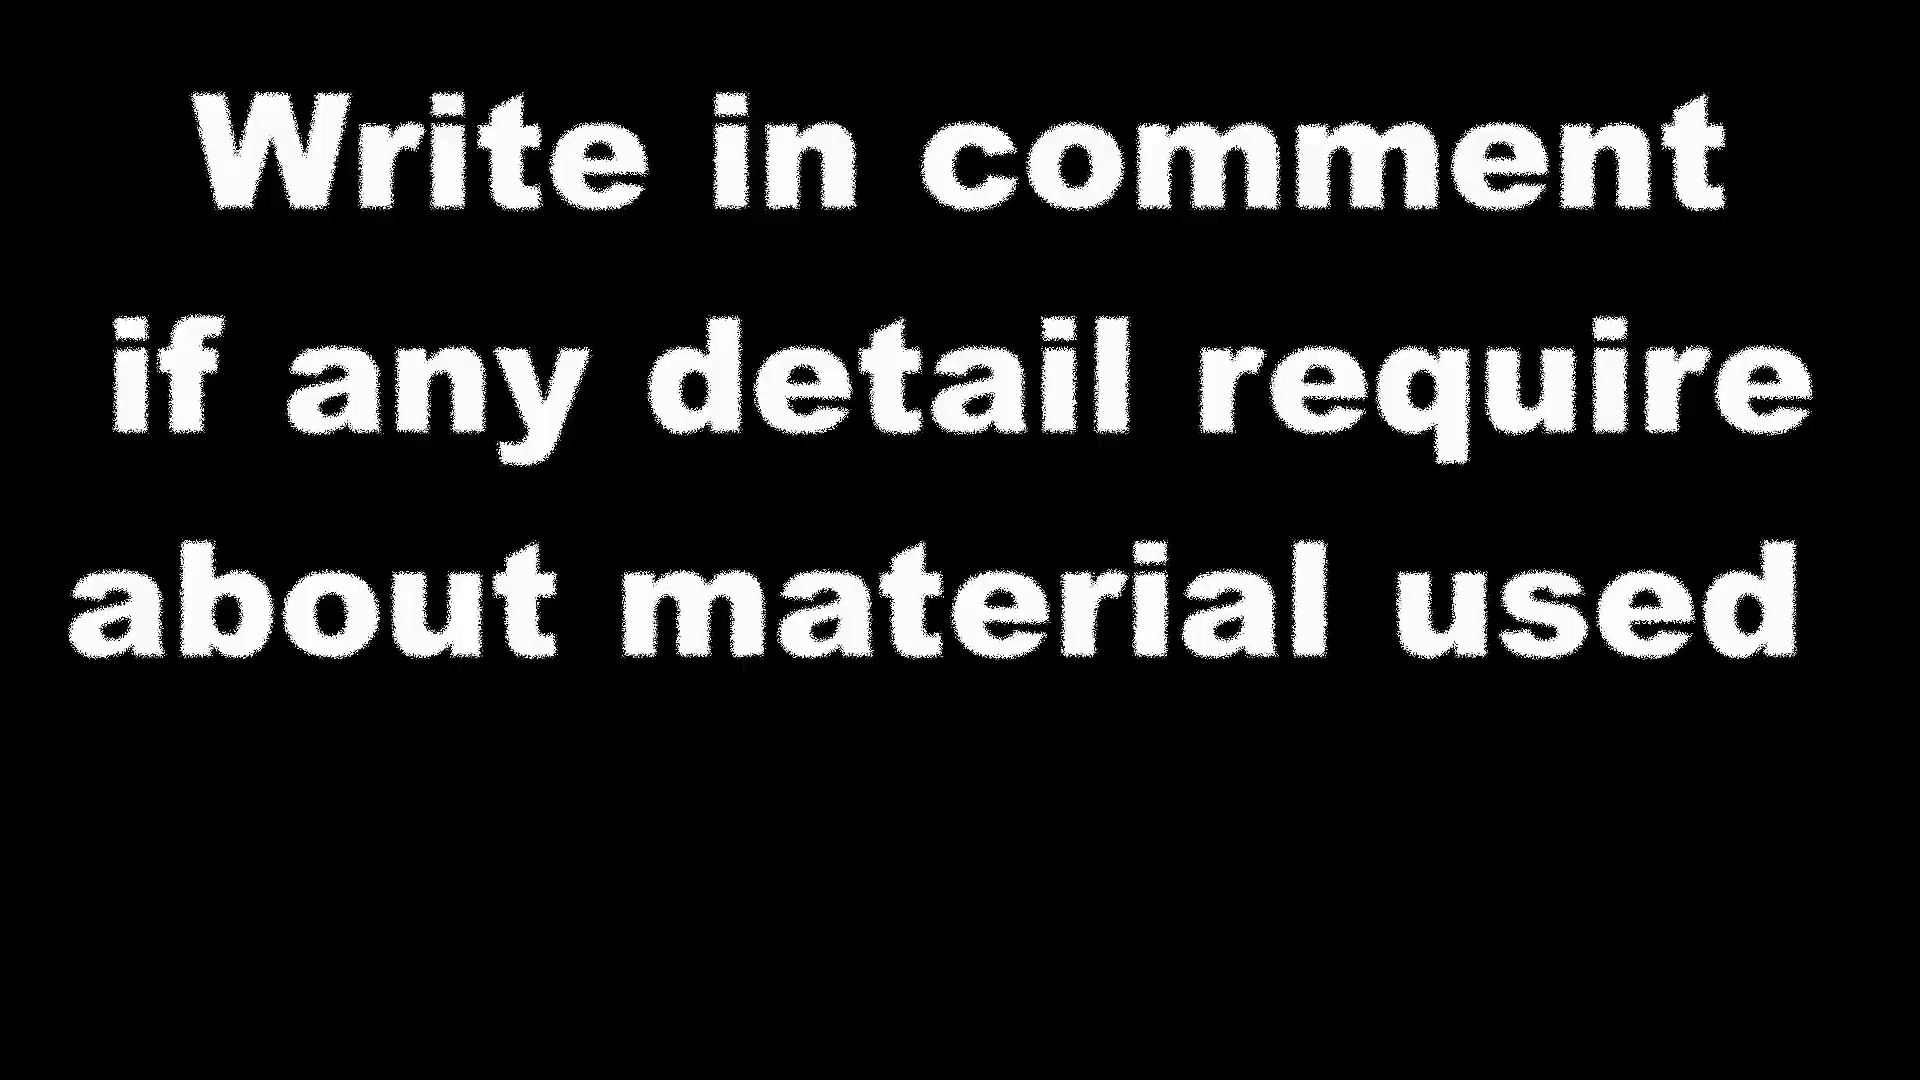 Write in comment
if any detail require
about material used